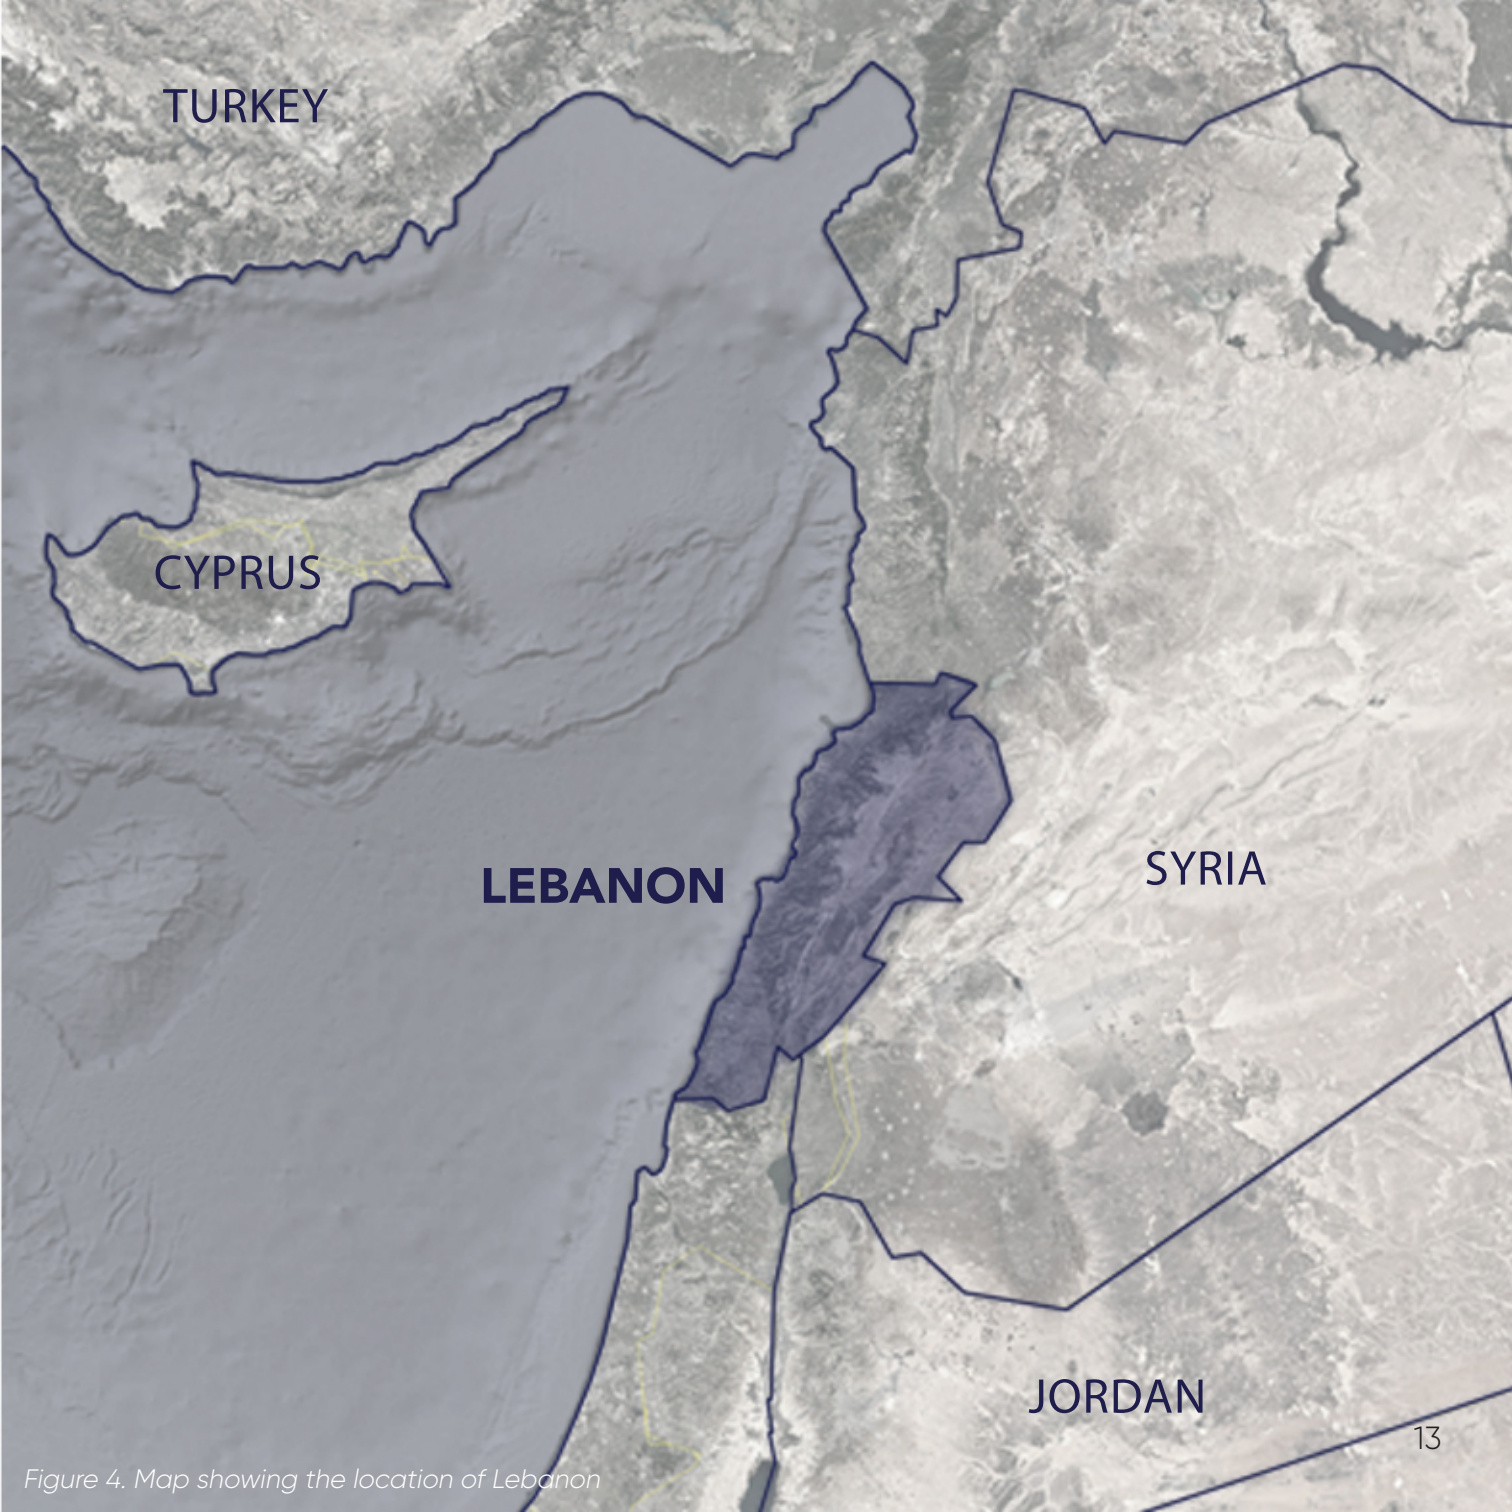 TURKEY
CYPRUS
LEBANON
SYRIA
JORDAN
13
Figure 4. Map showing the location of Lebanon